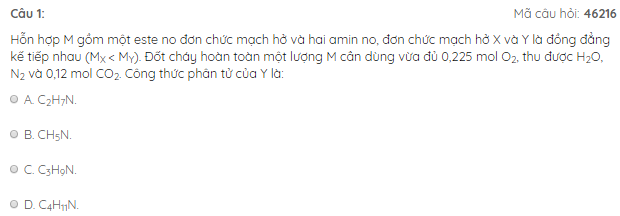 Câu 1:
Mã câu hỏi: 46216
Hỗn hợp M gồm một este no đơn chức mạch hở và hai amin no, đơn chức mạch hở X và Y là đồng đẳng
kế tiếp nhau (Mₓ < Mᵧ). Đốt cháy hoàn toàn một lượng M cần dùng vừa đủ 0,225 mol O₂, thu được H₂O,
N₂ và 0,12 mol CO₂. Công thức phân tử của Y là:
A. C₂H₇N.
B. CH₅N.
C. C₃H₉N.
D. C₄H₁₁N.